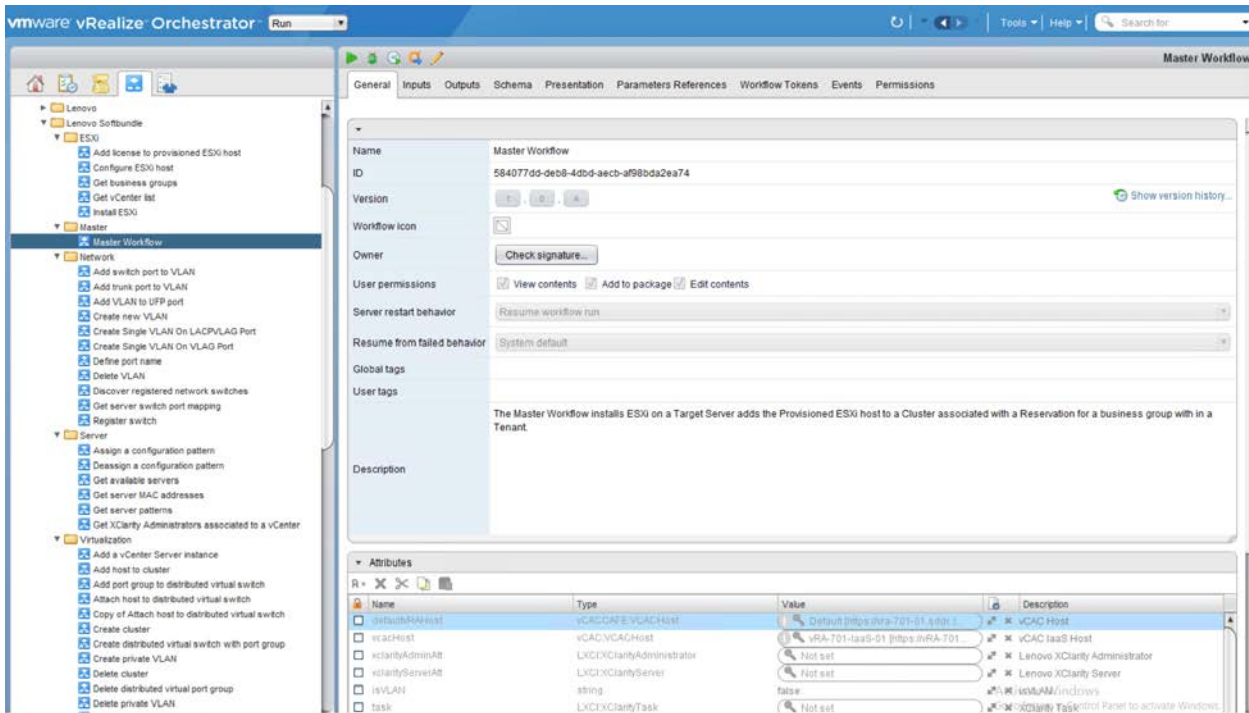 vmware vRealize Orchestrator Run
Tools Help Search for
Master Workflow
General Inputs Outputs Schema Presentation Parameters References Workflow Tokens Events Permissions
Lenovo
Lenovo Softbundle
ESXi
Add license to provisioned ESXi host
Configure ESXi host
Get business groups
Get vCenter list
Install ESXi
Master
Master Workflow
Network
Add switch port to VLAN
Add trunk port to VLAN
Add VLAN to UFP port
Create new VLAN
Create Single VLAN On LACPVLAG Port
Create Single VLAN On VLAG Port
Define port name
Delete VLAN
Discover registered network switches
Get server switch port mapping
Register switch
Server
Assign a configuration pattern
Deassign a configuration pattern
Get available servers
Get server MAC addresses
Get server patterns
Get XClarity Administrators associated to a vCenter
Virtualization
Add a vCenter Server instance
Add host to cluster
Add port group to distributed virtual switch
Attach host to distributed virtual switch
Copy of Attach host to distributed virtual switch
Create cluster
Create distributed virtual switch with port group
Create private VLAN
Delete cluster
Delete distributed virtual port group
Delete private VLAN
Name Master Workflow
ID 584077dd-deb8-4dbd-aecb-af98bda2ea74
Version Show version history...
Workflow icon
Owner Check signature...
User permissions View contents Add to package Edit contents
Server restart behavior Resume workflow run
Resume from failed behavior System default
Global tags
User tags
The Master Workflow installs ESXi on a Target Server adds the Provisioned ESXi host to a Cluster associated with a Reservation for a business group with in a
Tenant.
Description
Attributes
Name Type Value Description
vCACCAFE:VCACHost vCAC Host
vcacHost vCAC:VCACHost vRA-701-IaaS-01 vCAC IaaS Host
xclarityAdminAtt LXCI:XClarityAdministrator Not set Lenovo XClarity Administrator
xclarityServerAtt LXCI:XClarityServer Not set Lenovo XClarity Server
isVLAN string false isVLAN
task LXCI:XClarityTask Not set XClarity Task